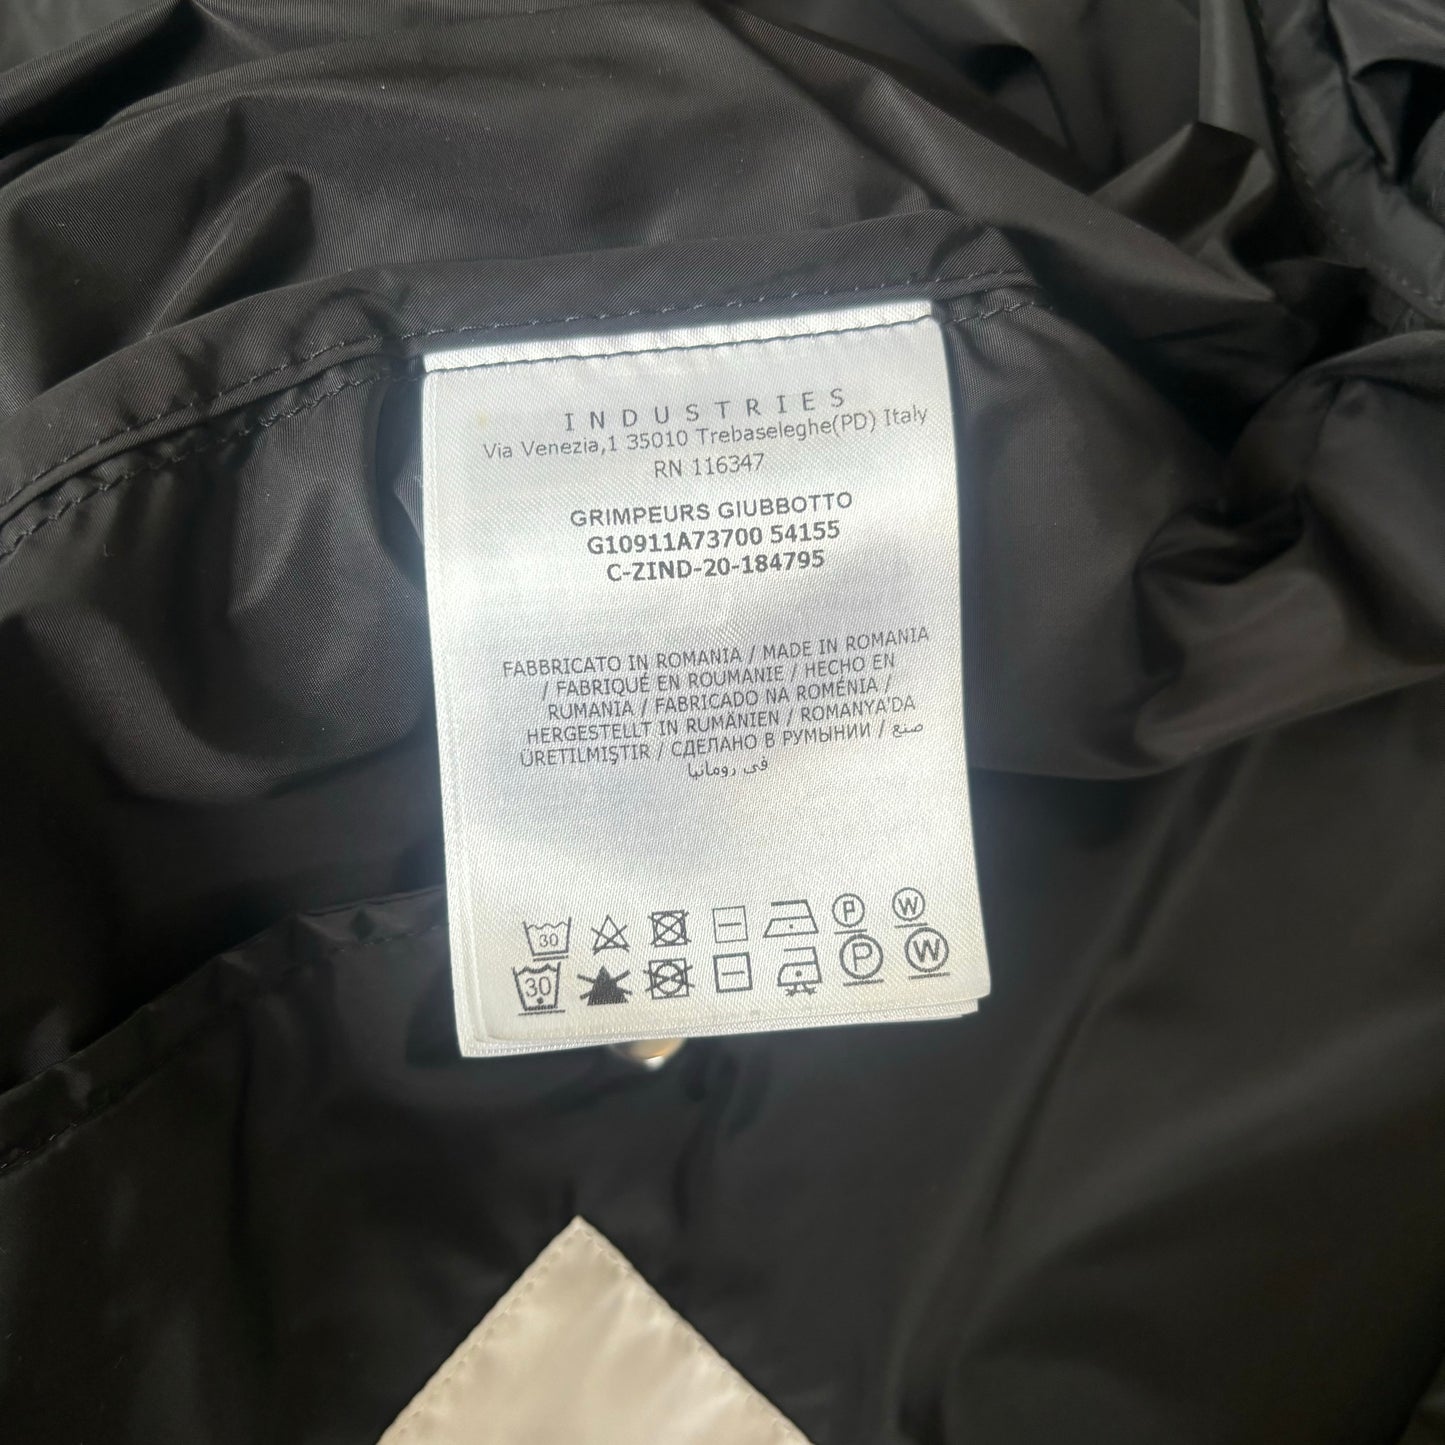 INDUSTRIES
Via Venezia,1 35010 Trebaseleghe(PD) Italy
RN 116347
GRIMPEURS GIUBBOTTO
G10911A73700 54155
C-ZIND-20-184795
FABBRICATO IN ROMANIA / MADE IN ROMANIA
/ FABRIQUÉ EN ROUMANIE / HECHO EN
RUMANIA / FABRICADO NA ROMÉNIA /
HERGESTELLT IN RUMÄNIEN / ROMANYA'DA
ÜRETILMIŞTIR / СДЕЛАНО В РУМЫНИИ / صنع
في رومانيا
30 P W
30 P W